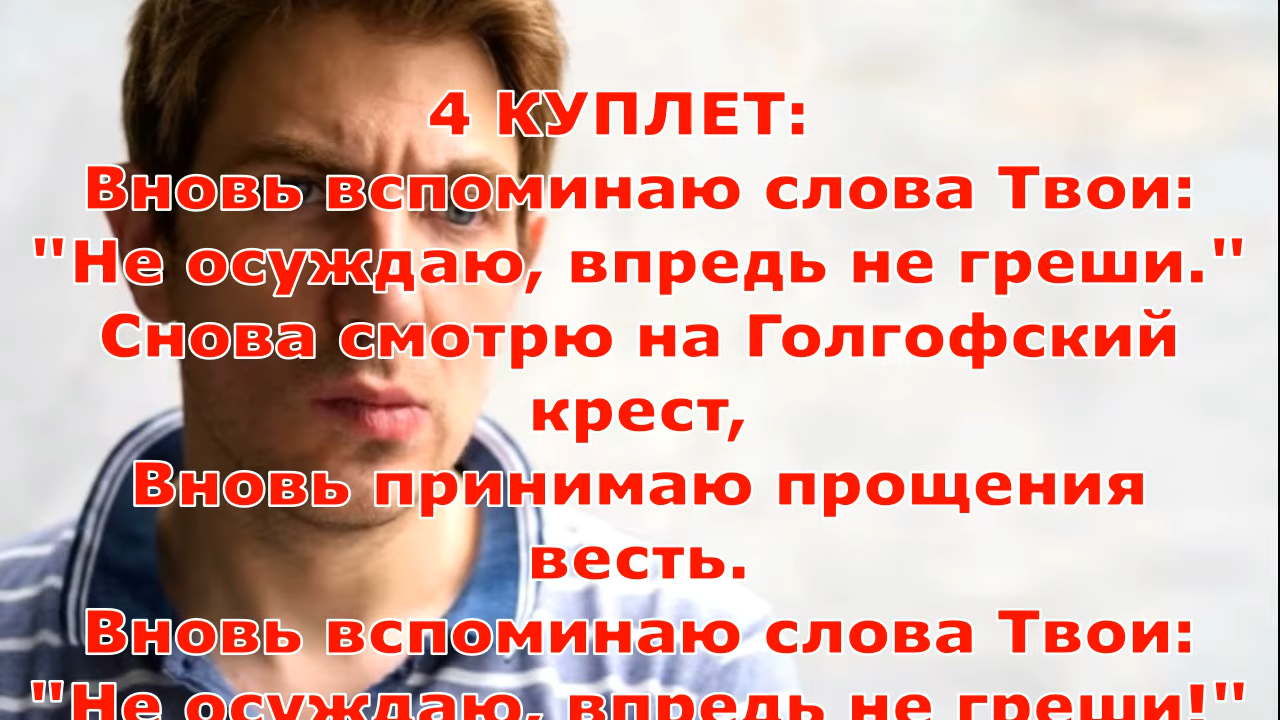 4 КУПЛЕТ:
Вновь вспоминаю слова Твои:
"Не осуждаю, впредь не греши."
Снова смотрю на Голгофский
крест,
Вновь принимаю прощения
весть.
Вновь вспоминаю слова Твои:
"Не осуждаю, впредь не греши!"